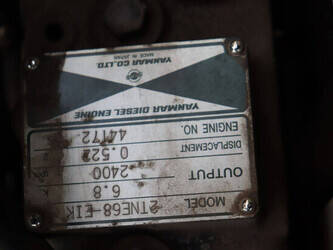 YANMAR CO., LTD.
MADE IN JAPAN
YANMAR DIESEL ENGINE
MODEL 2TNE68-E1K
OUTPUT 6.8
2400
DISPLACEMENT 0.522
ENGINE NO. 44172